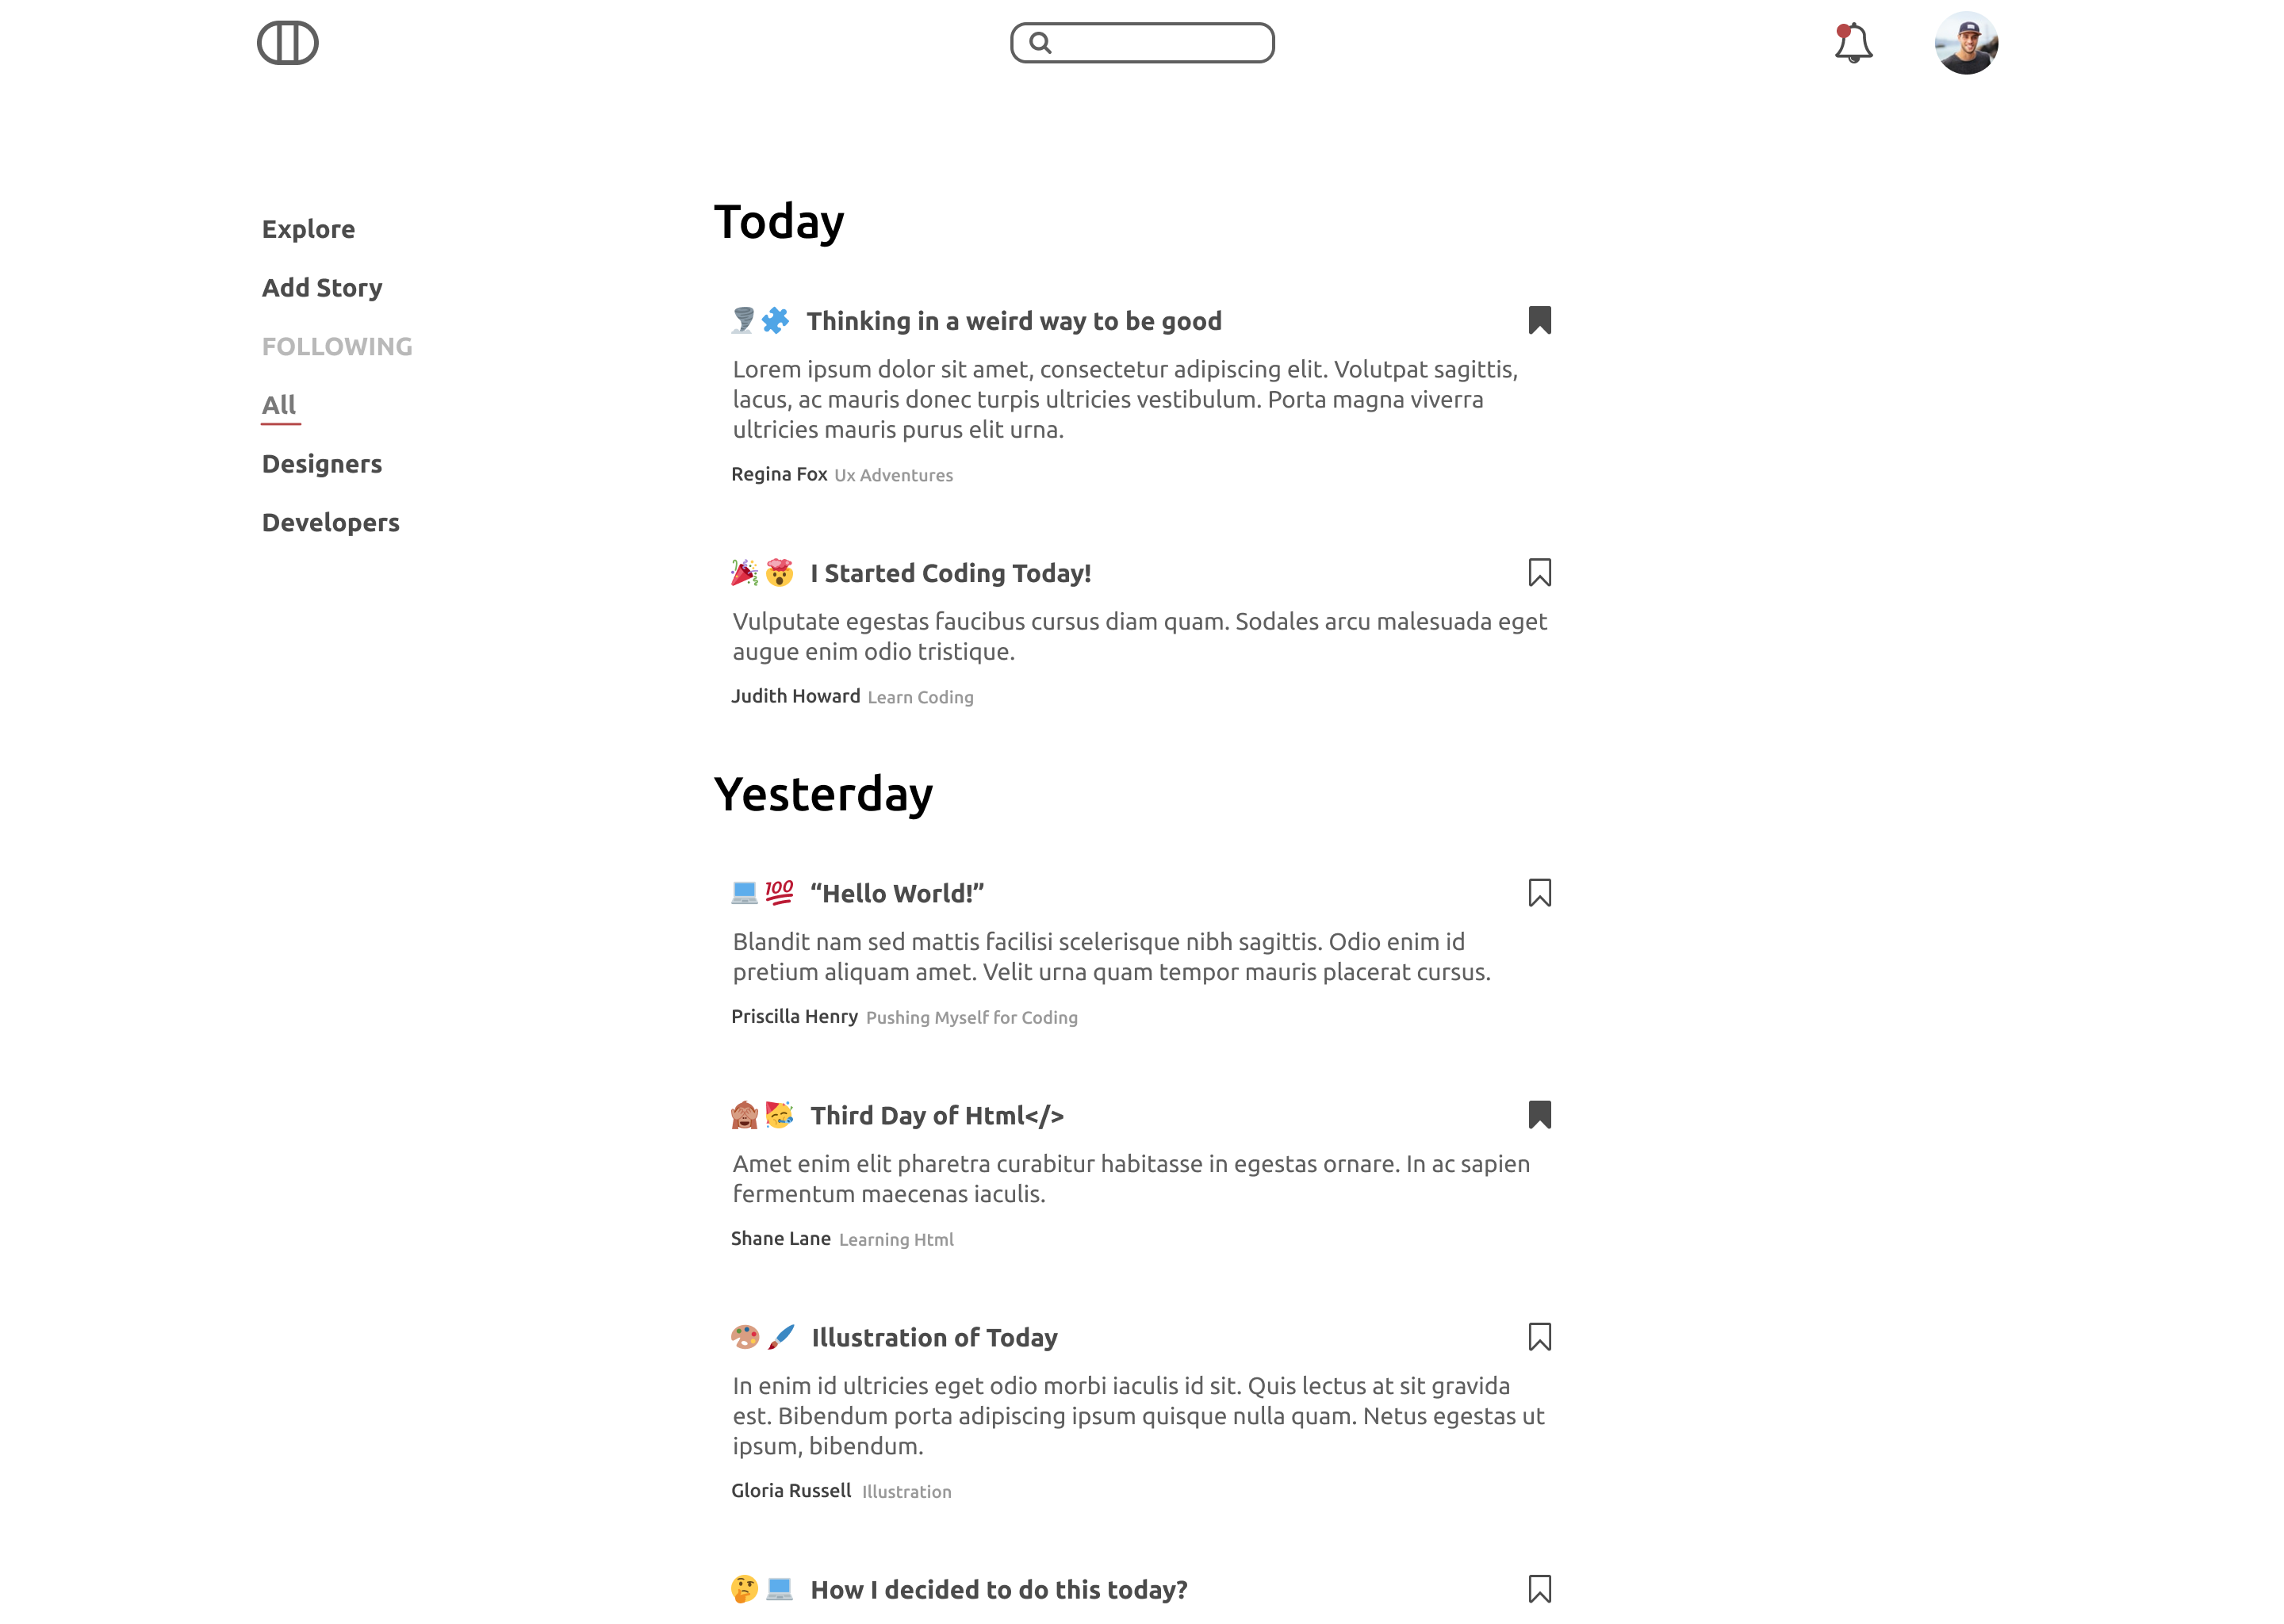 Explore
Add Story
FOLLOWING
All
Designers
Developers
Today
Thinking in a weird way to be good
Lorem ipsum dolor sit amet, consectetur adipiscing elit. Volutpat sagittis,
lacus, ac mauris donec turpis ultricies vestibulum. Porta magna viverra
ultricies mauris purus elit urna.
Regina Fox Ux Adventures
I Started Coding Today!
Vulputate egestas faucibus cursus diam quam. Sodales arcu malesuada eget
augue enim odio tristique.
Judith Howard Learn Coding
Yesterday
💻💯 “Hello World!”
Blandit nam sed mattis facilisi scelerisque nibh sagittis. Odio enim id
pretium aliquam amet. Velit urna quam tempor mauris placerat cursus.
Priscilla Henry Pushing Myself for Coding
Third Day of Html</>
Amet enim elit pharetra curabitur habitasse in egestas ornare. In ac sapien
fermentum maecenas iaculis.
Shane Lane Learning Html
Illustration of Today
In enim id ultricies eget odio morbi iaculis id sit. Quis lectus at sit gravida
est. Bibendum porta adipiscing ipsum quisque nulla quam. Netus egestas ut
ipsum, bibendum.
Gloria Russell Illustration
How I decided to do this today?